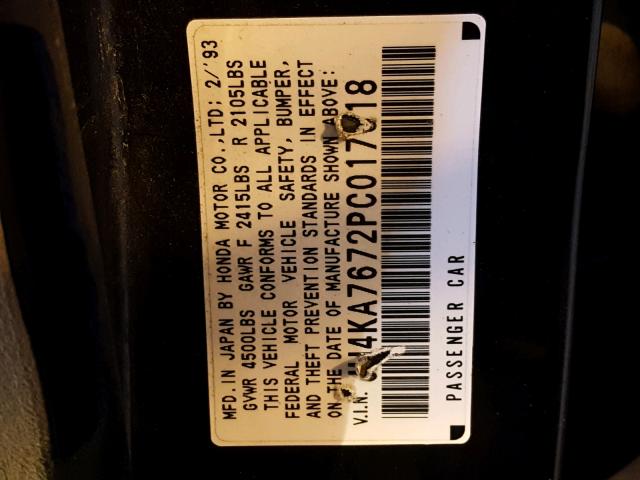 MFD. IN JAPAN BY HONDA MOTOR CO., LTD; 2/'93
GVWR 4500LBS GAWR F 2415LBS R 2105LBS
THIS VEHICLE CONFORMS TO ALL APPLICABLE
FEDERAL MOTOR VEHICLE SAFETY, BUMPER,
AND THEFT PREVENTION STANDARDS IN EFFECT
ON THE DATE OF MANUFACTURE SHOWN ABOVE:
V.I.N.
PASSENGER CAR